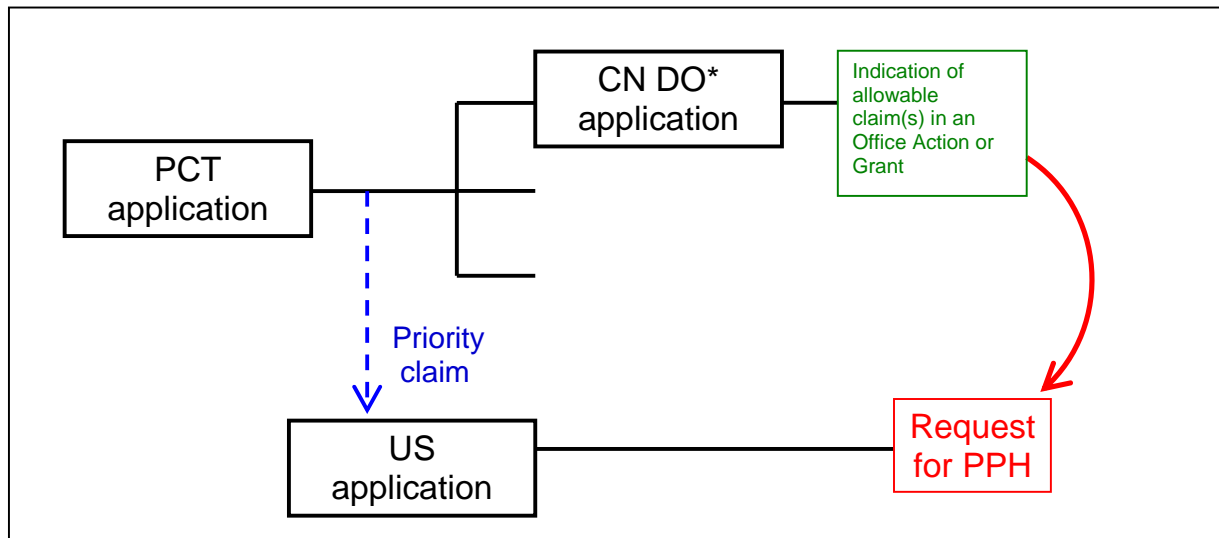 PCT
application
CN DO*
application
Indication of
allowable
claim(s) in an
Office Action or
Grant
Priority
claim
US
application
Request
for PPH